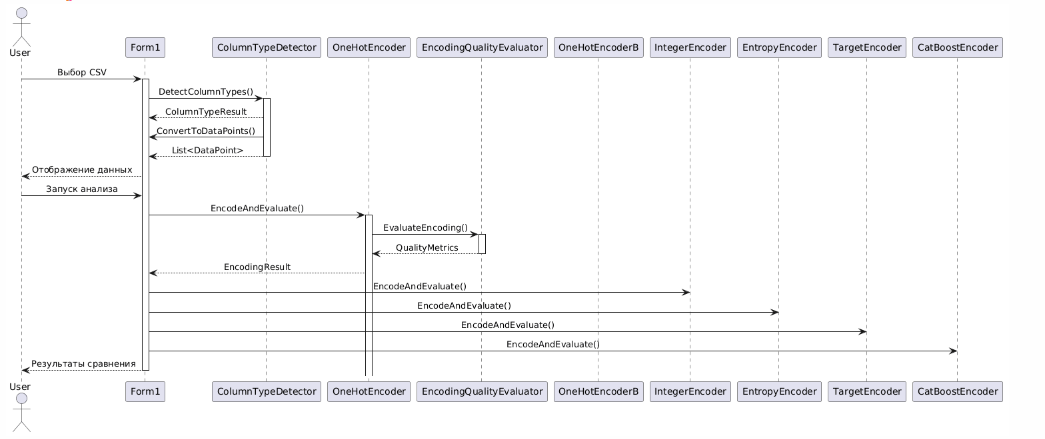 User
Form1
ColumnTypeDetector
OneHotEncoder
EncodingQualityEvaluator
OneHotEncoderB
IntegerEncoder
EntropyEncoder
TargetEncoder
CatBoostEncoder
Выбор CSV
DetectColumnTypes()
ColumnTypeResult
ConvertToDataPoints()
List<DataPoint>
Отображение данных
Запуск анализа
EncodeAndEvaluate()
EvaluateEncoding()
QualityMetrics
EncodingResult
EncodeAndEvaluate()
EncodeAndEvaluate()
EncodeAndEvaluate()
EncodeAndEvaluate()
Результаты сравнения
User
Form1
ColumnTypeDetector
OneHotEncoder
EncodingQualityEvaluator
OneHotEncoderB
IntegerEncoder
EntropyEncoder
TargetEncoder
CatBoostEncoder